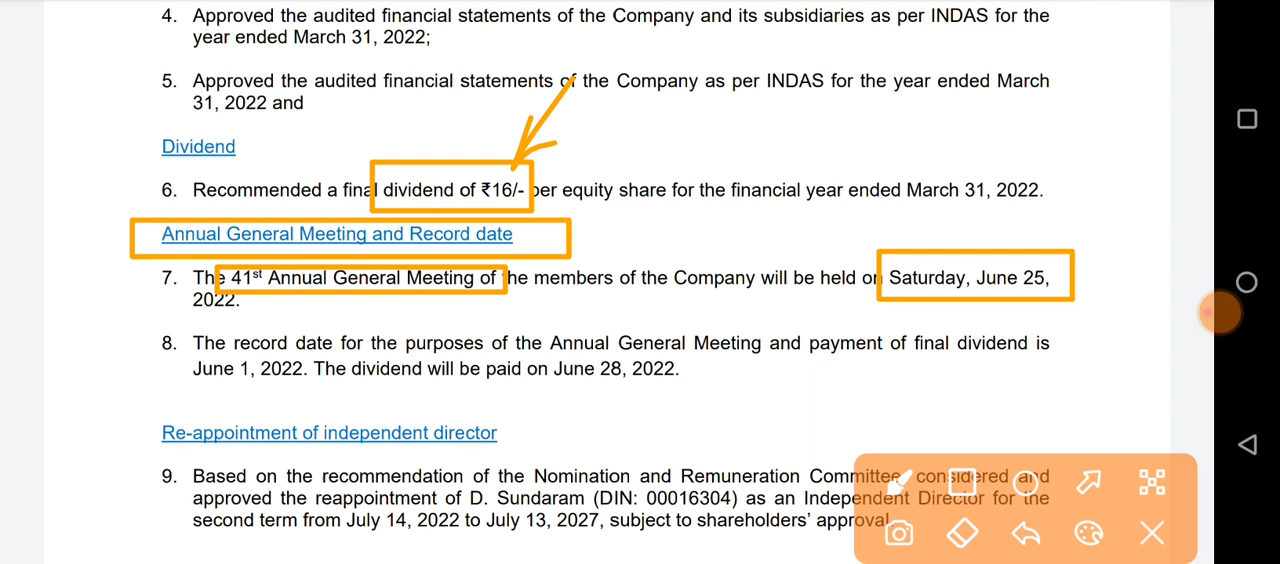 4. Approved the audited financial statements of the Company and its subsidiaries as per INDAS for the
year ended March 31, 2022;
5. Approved the audited financial statements of the Company as per INDAS for the year ended March
31, 2022 and
Dividend
6. Recommended a final dividend of ₹16/- per equity share for the financial year ended March 31, 2022.
Annual General Meeting and Record date
7. The 41st Annual General Meeting of the members of the Company will be held on Saturday, June 25,
2022.
8. The record date for the purposes of the Annual General Meeting and payment of final dividend is
June 1, 2022. The dividend will be paid on June 28, 2022.
Re-appointment of independent director
9. Based on the recommendation of the Nomination and Remuneration Committee, considered and
approved the reappointment of D. Sundaram (DIN: 00016304) as an Independent Director for the
second term from July 14, 2022 to July 13, 2027, subject to shareholders' approval.